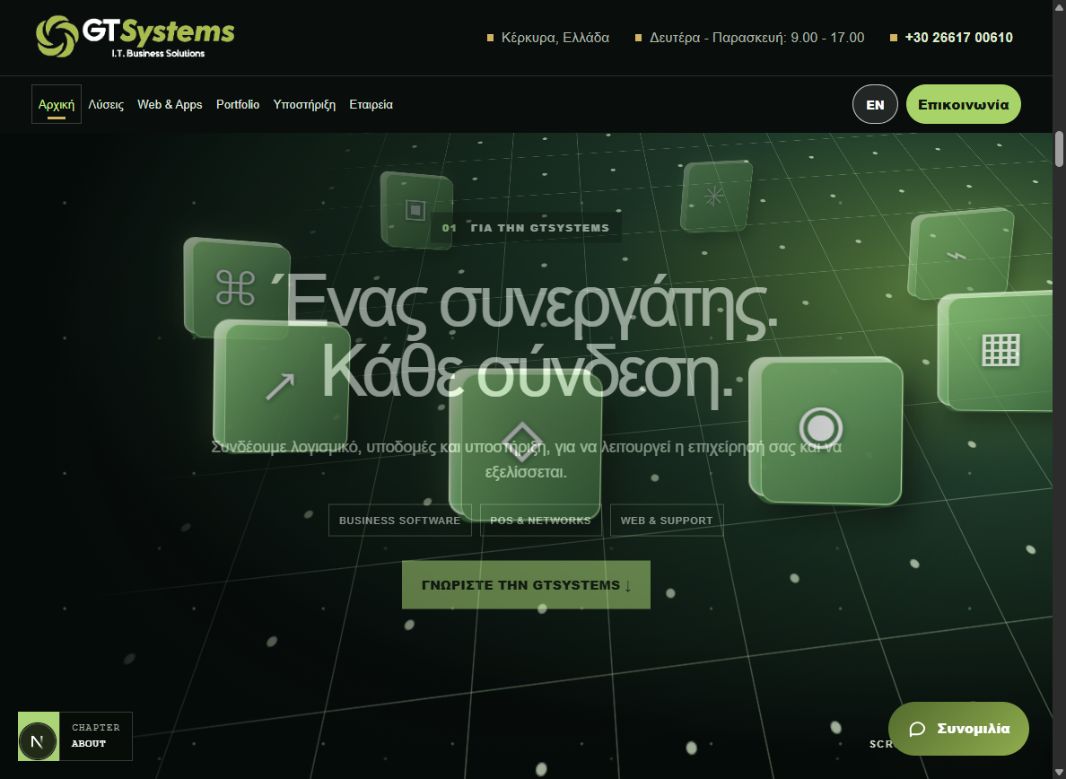 GTSystems
I.T. Business Solutions
Κέρκυρα, Ελλάδα
Δευτέρα - Παρασκευή: 9.00 - 17.00
+30 26617 00610
Αρχική
Λύσεις
Web & Apps
Portfolio
Υποστήριξη
Εταιρεία
EN
Επικοινωνία
01 ΓΙΑ ΤΗΝ GTSYSTEMS
Ένας συνεργάτης.
Κάθε σύνδεση.
Συνδέουμε λογισμικό, υποδομές και υποστήριξη, για να λειτουργεί η επιχείρησή σας και να
εξελίσσεται.
BUSINESS SOFTWARE
POS & NETWORKS
WEB & SUPPORT
ΓΝΩΡΙΣΤΕ ΤΗΝ GTSYSTEMS ↓
N
CHAPTER
ABOUT
SCR
Συνομιλία